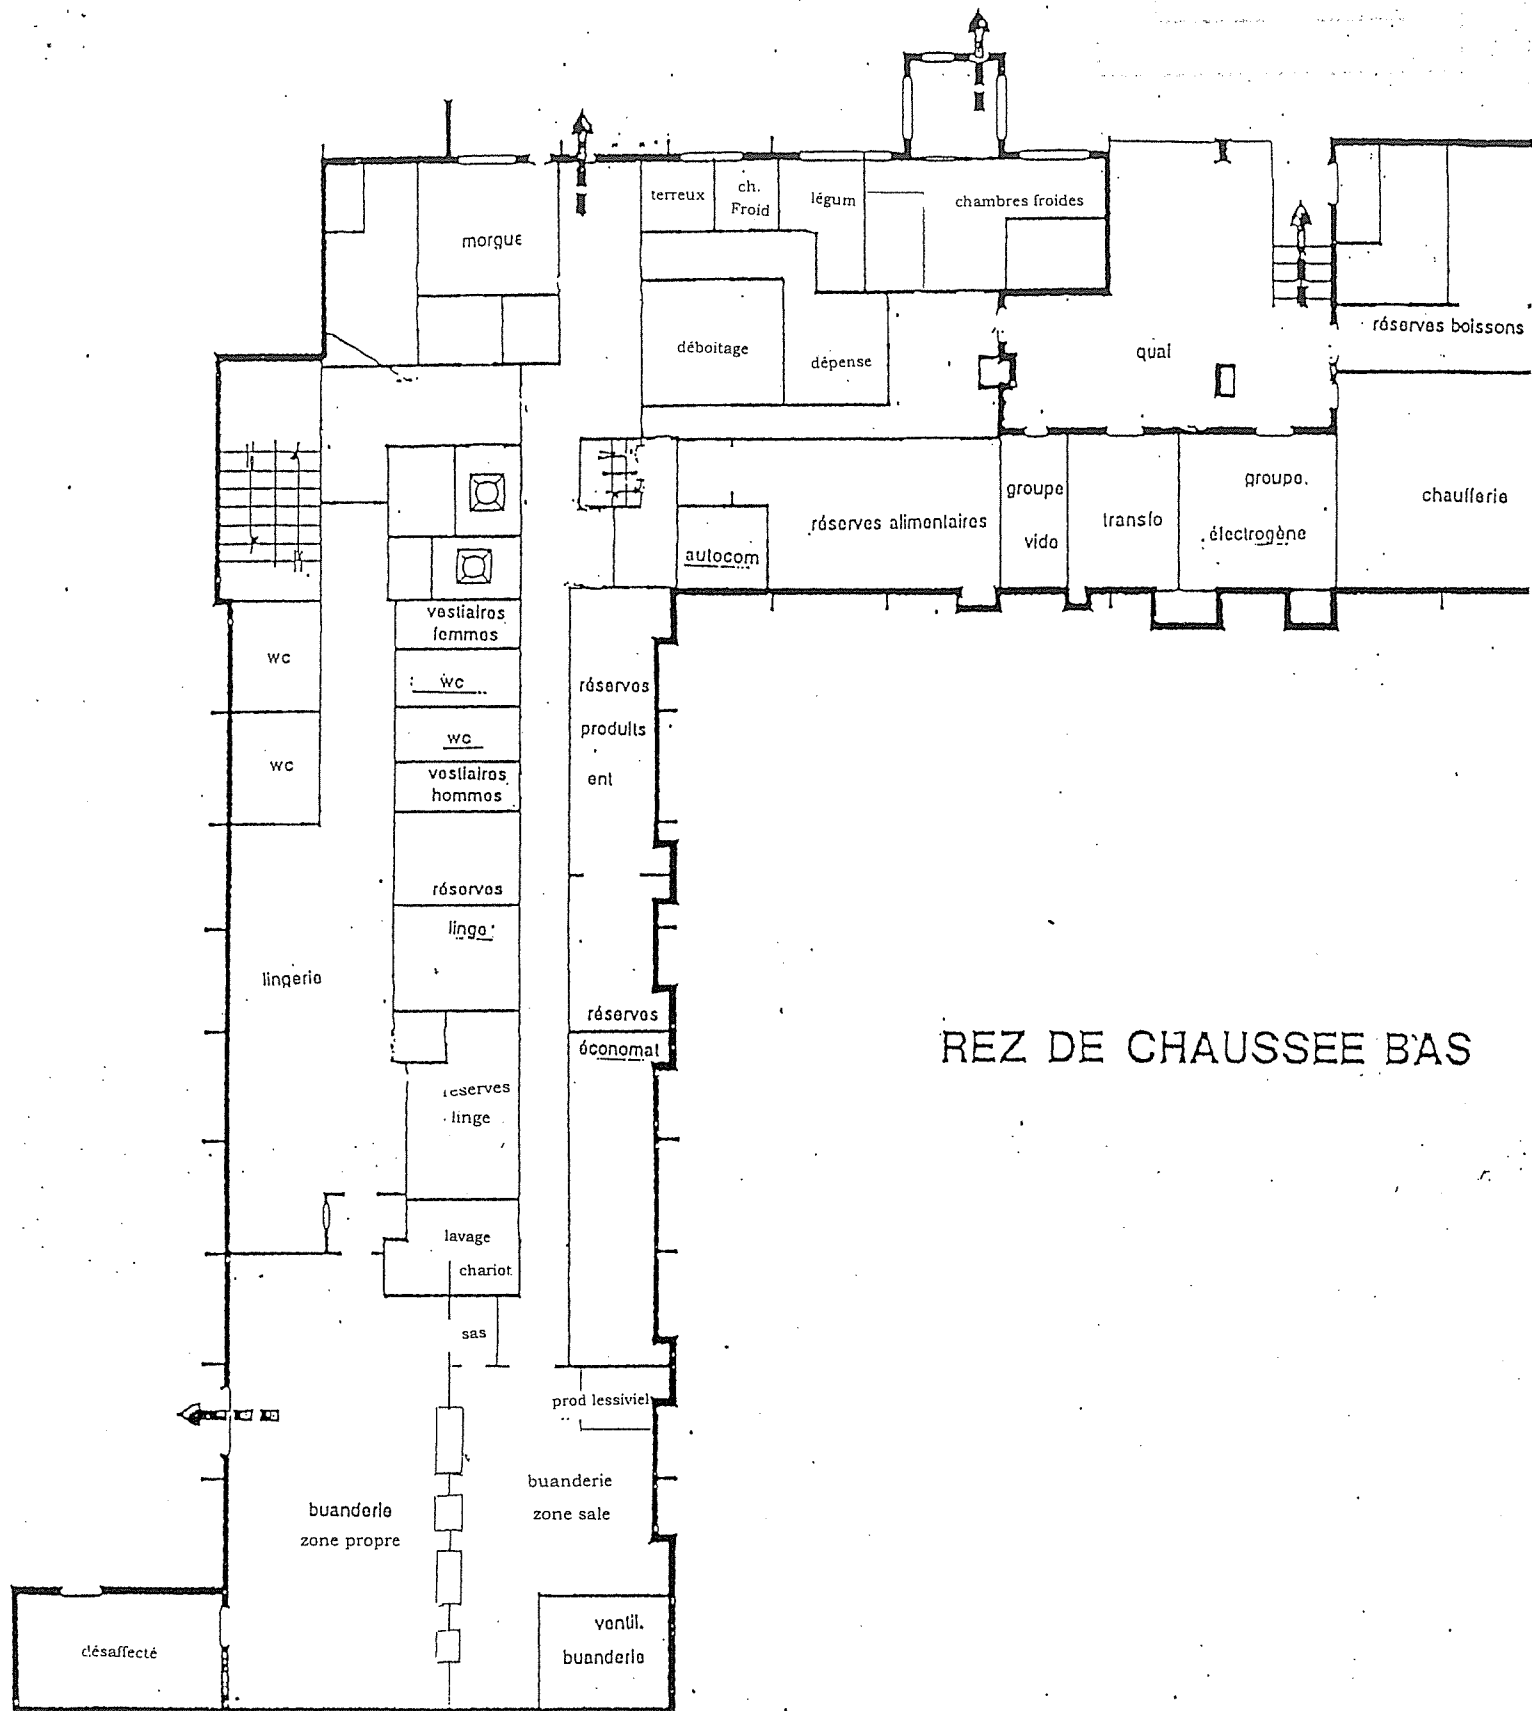 terreux
ch.
Froid
légum
chambres froides
morgue
réserves boissons
déboitage
dépense
quai
groupe
vide
transfo
groupe.
électrogène
chaufferie
réserves alimentaires
autocom
vestiaires
femmes
wc
wc
wc
wc
vestiaires
hommes
réserves
produits
ent
réserves
linge
lingerie
réserves
économat
REZ DE CHAUSSEE BAS
réserves
linge
lavage
chariot
sas
prod lessiviel
buanderie
zone sale
buanderie
zone propre
ventil.
buanderie
désaffecté